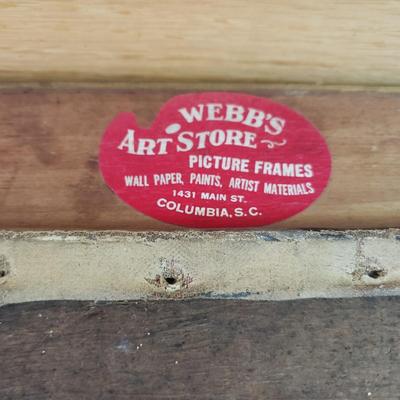 WEBB'S
ART STORE
PICTURE FRAMES
WALL PAPER, PAINTS, ARTIST MATERIALS
1431 MAIN ST.
COLUMBIA, S.C.